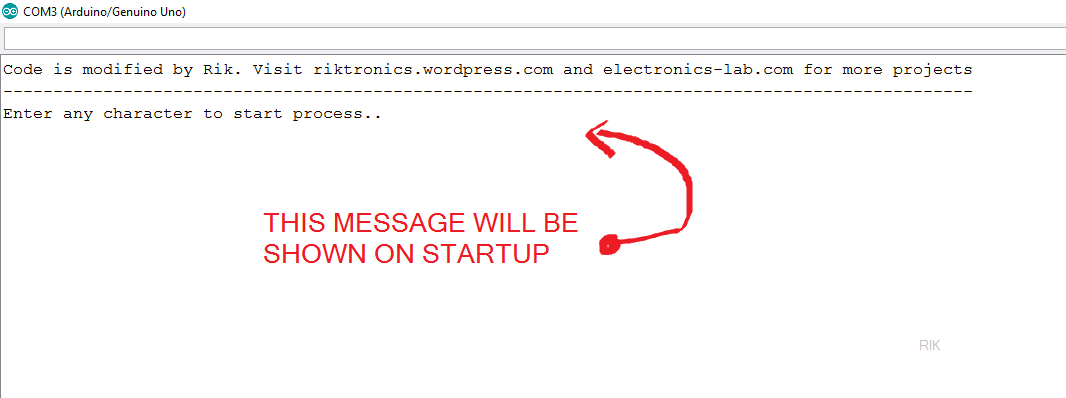 COM3 (Arduino/Genuino Uno)
Code is modified by Rik. Visit riktronics.wordpress.com and electronics-lab.com for more projects
-------------------------------------------------------------------------------------------------
Enter any character to start process..
THIS MESSAGE WILL BE
SHOWN ON STARTUP
RIK